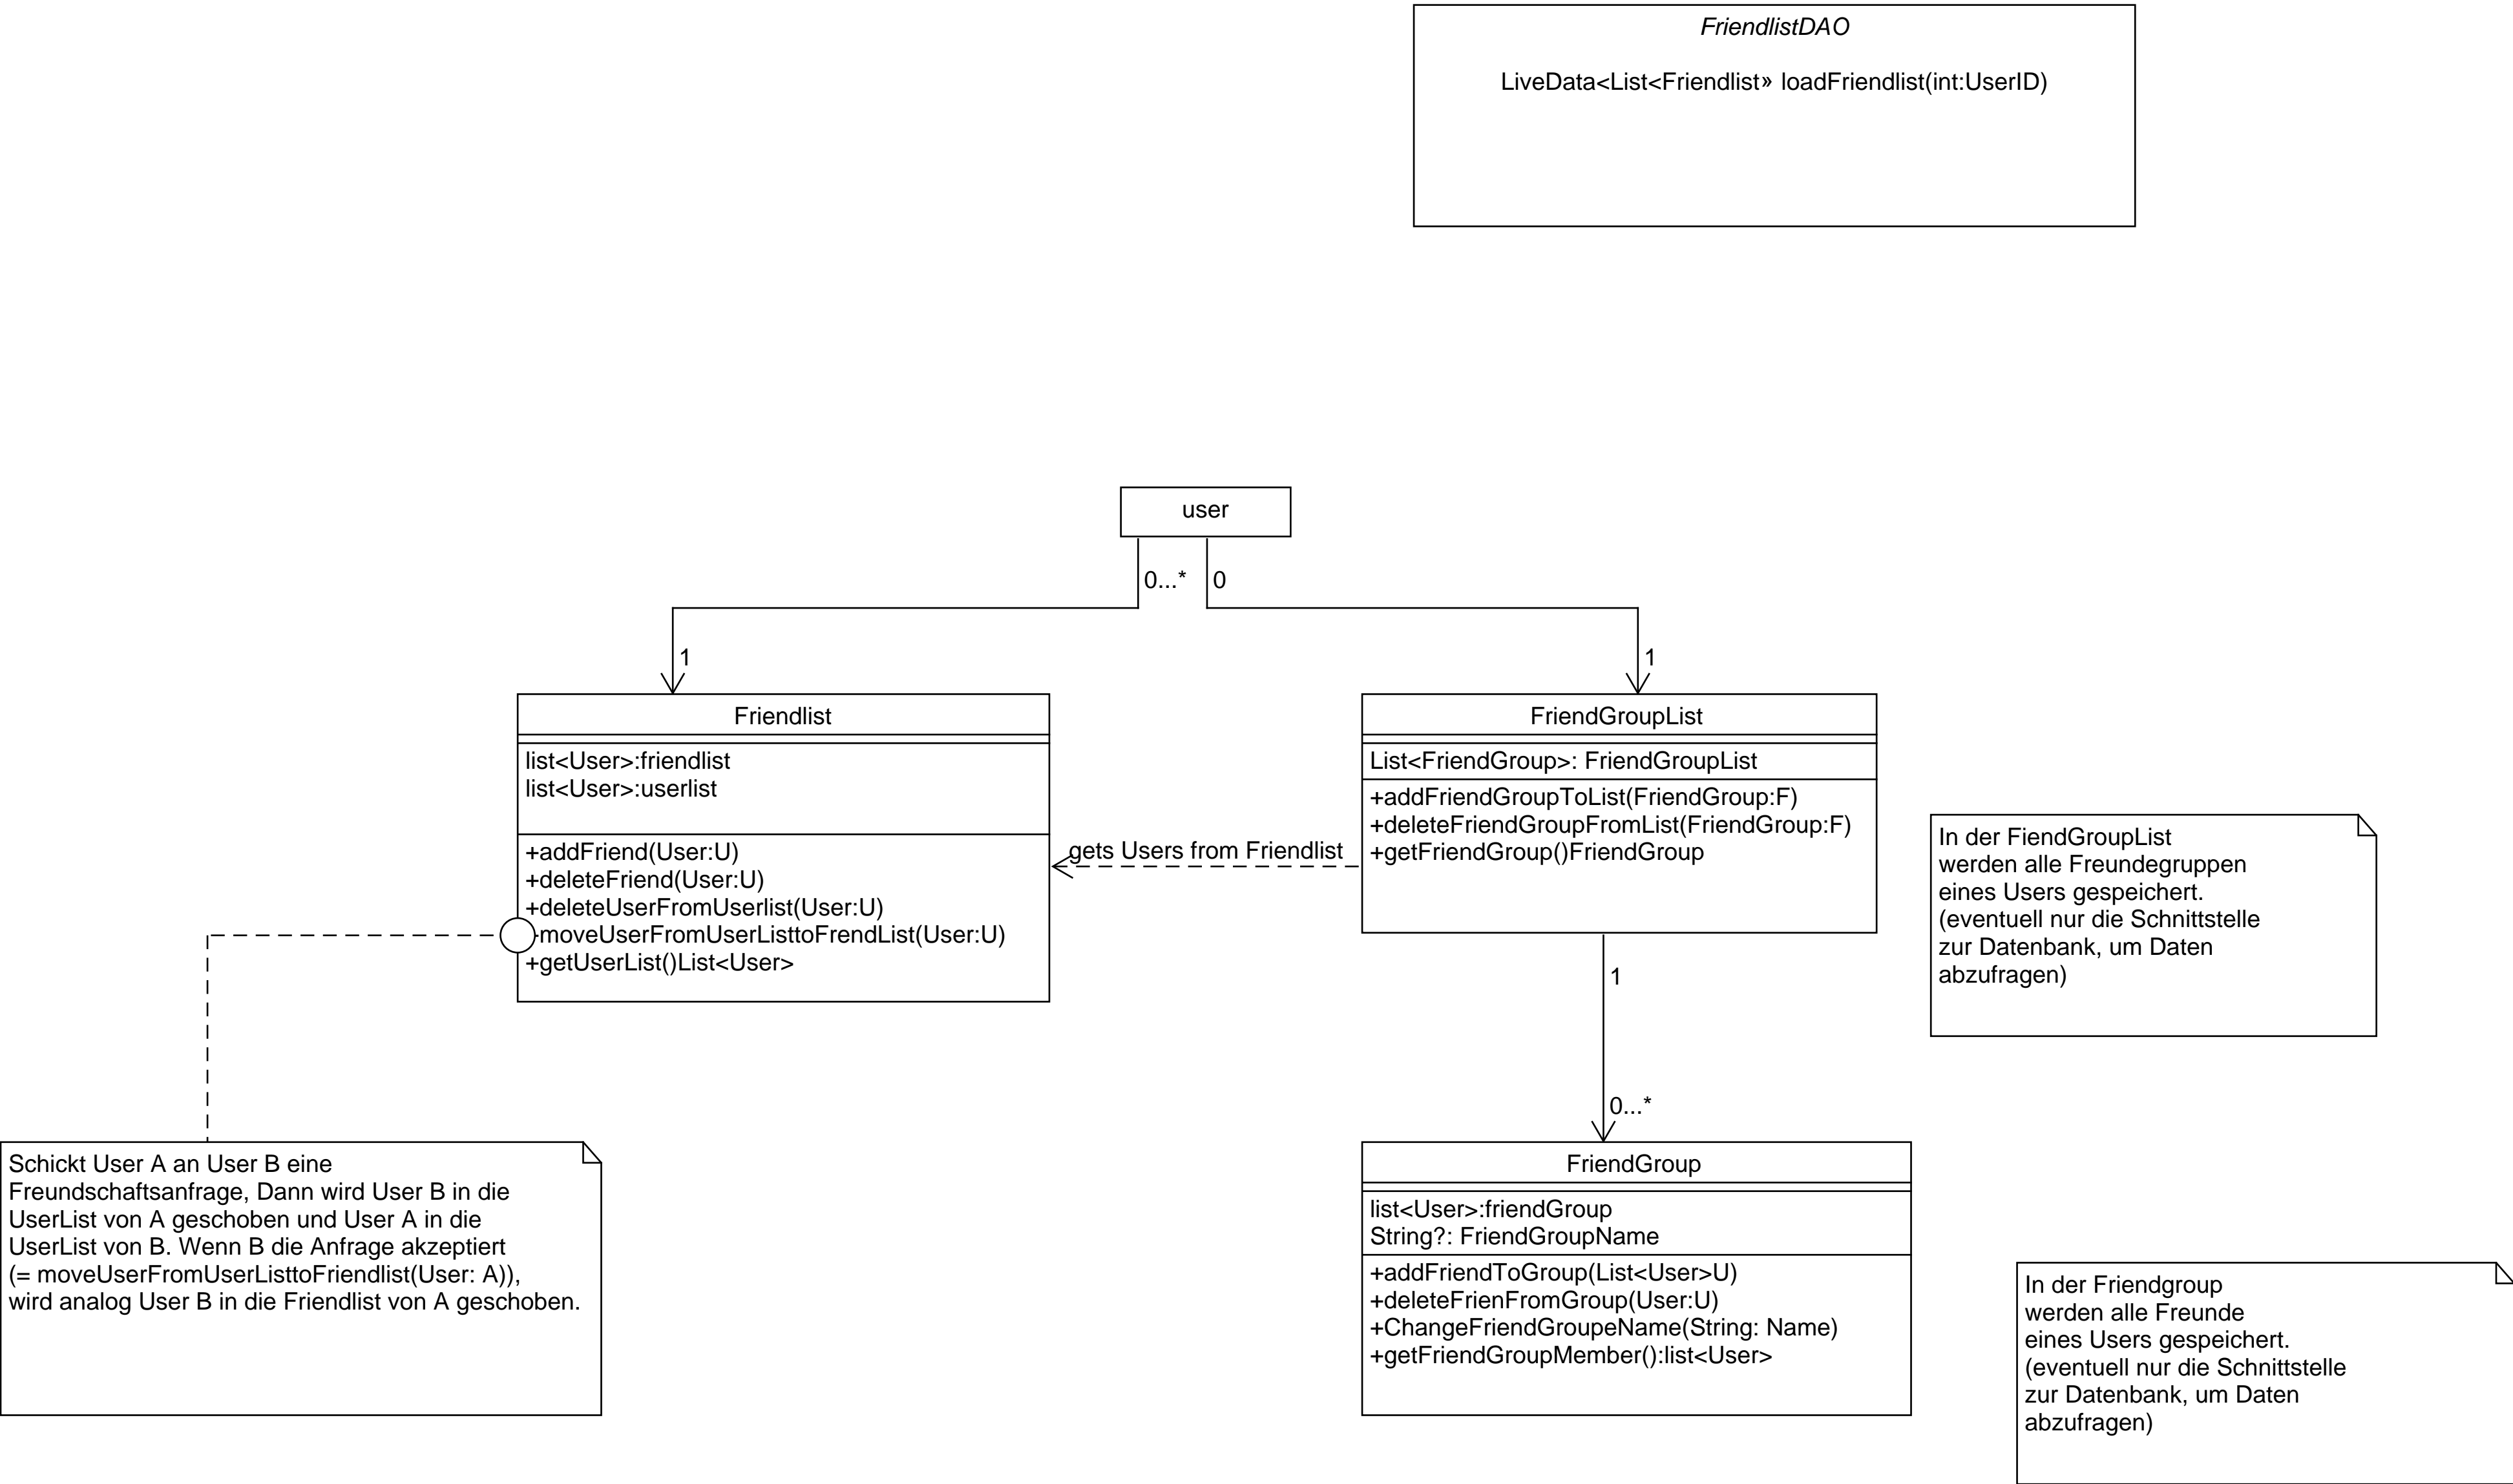 FriendlistDAO
LiveData<List<Friendlist» loadFriendlist(int:UserID)
user
0...*
0
1
1
Friendlist
list<User>:friendlist
list<User>:userlist
+addFriend(User:U)
+deleteFriend(User:U)
+deleteUserFromUserlist(User:U)
+moveUserFromUserListtoFrendList(User:U)
+getUserList()List<User>
gets Users from Friendlist
FriendGroupList
List<FriendGroup>: FriendGroupList
+addFriendGroupToList(FriendGroup:F)
+deleteFriendGroupFromList(FriendGroup:F)
+getFriendGroup()FriendGroup
In der FiendGroupList
werden alle Freundegruppen
eines Users gespeichert.
(eventuell nur die Schnittstelle
zur Datenbank, um Daten
abzufragen)
1
0...*
Schickt User A an User B eine
Freundschaftsanfrage, Dann wird User B in die
UserList von A geschoben und User A in die
UserList von B. Wenn B die Anfrage akzeptiert
(= moveUserFromUserListtoFriendlist(User: A)),
wird analog User B in die Friendlist von A geschoben.
FriendGroup
list<User>:friendGroup
String?: FriendGroupName
+addFriendToGroup(List<User>U)
+deleteFrienFromGroup(User:U)
+ChangeFriendGroupeName(String: Name)
+getFriendGroupMember():list<User>
In der Friendgroup
werden alle Freunde
eines Users gespeichert.
(eventuell nur die Schnittstelle
zur Datenbank, um Daten
abzufragen)